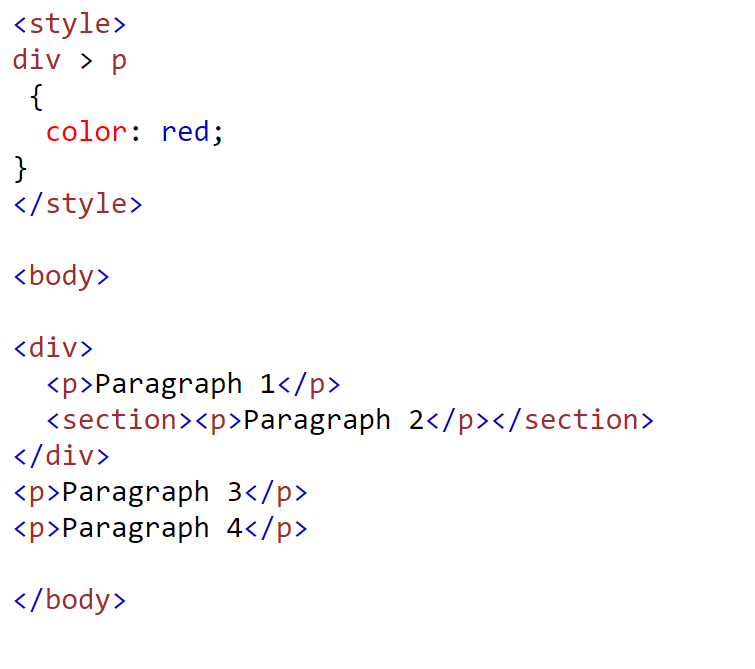 <style>
div > p
 {
  color: red;
}
</style>

<body>

<div>
  <p>Paragraph 1</p>
  <section><p>Paragraph 2</p></section>
</div>
<p>Paragraph 3</p>
<p>Paragraph 4</p>

</body>